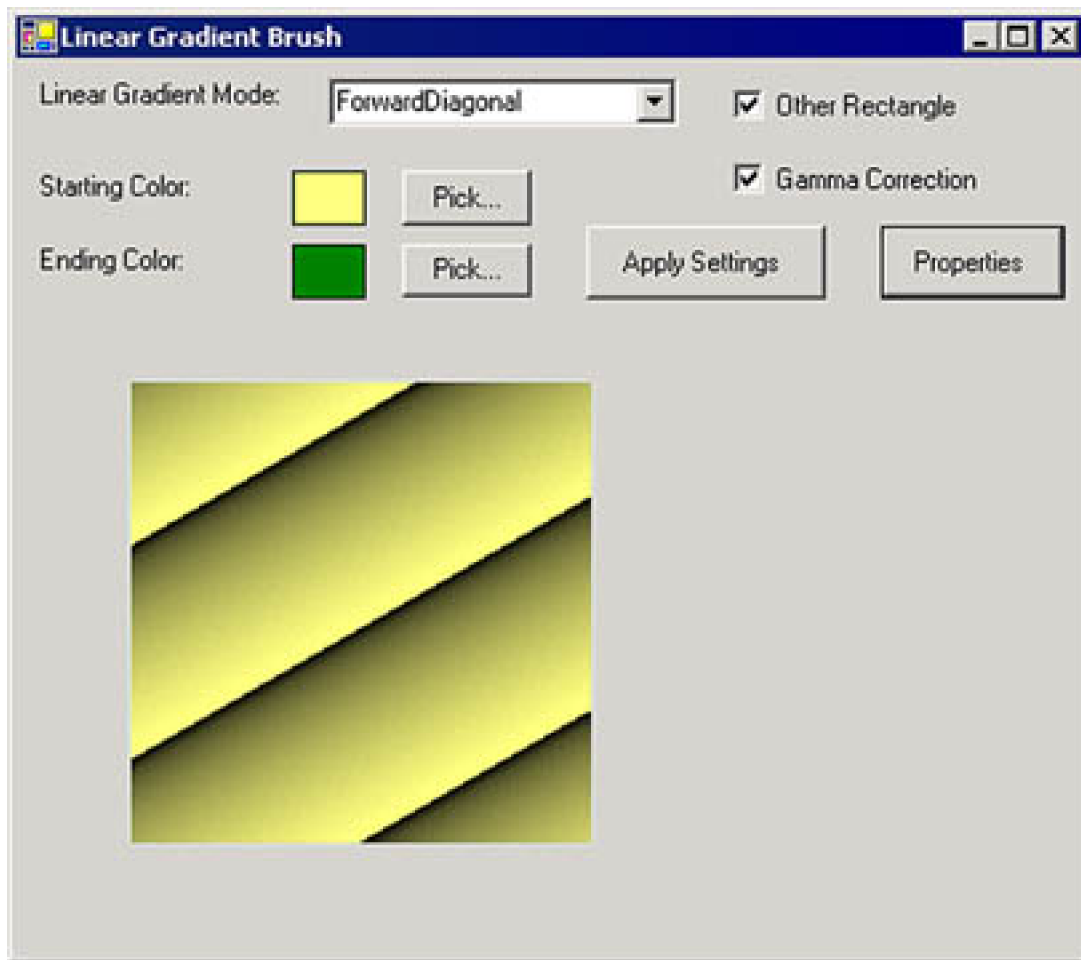 Linear Gradient Brush
Linear Gradient Mode:
ForwardDiagonal
Other Rectangle
Starting Color:
Pick...
Gamma Correction
Ending Color:
Pick...
Apply Settings
Properties